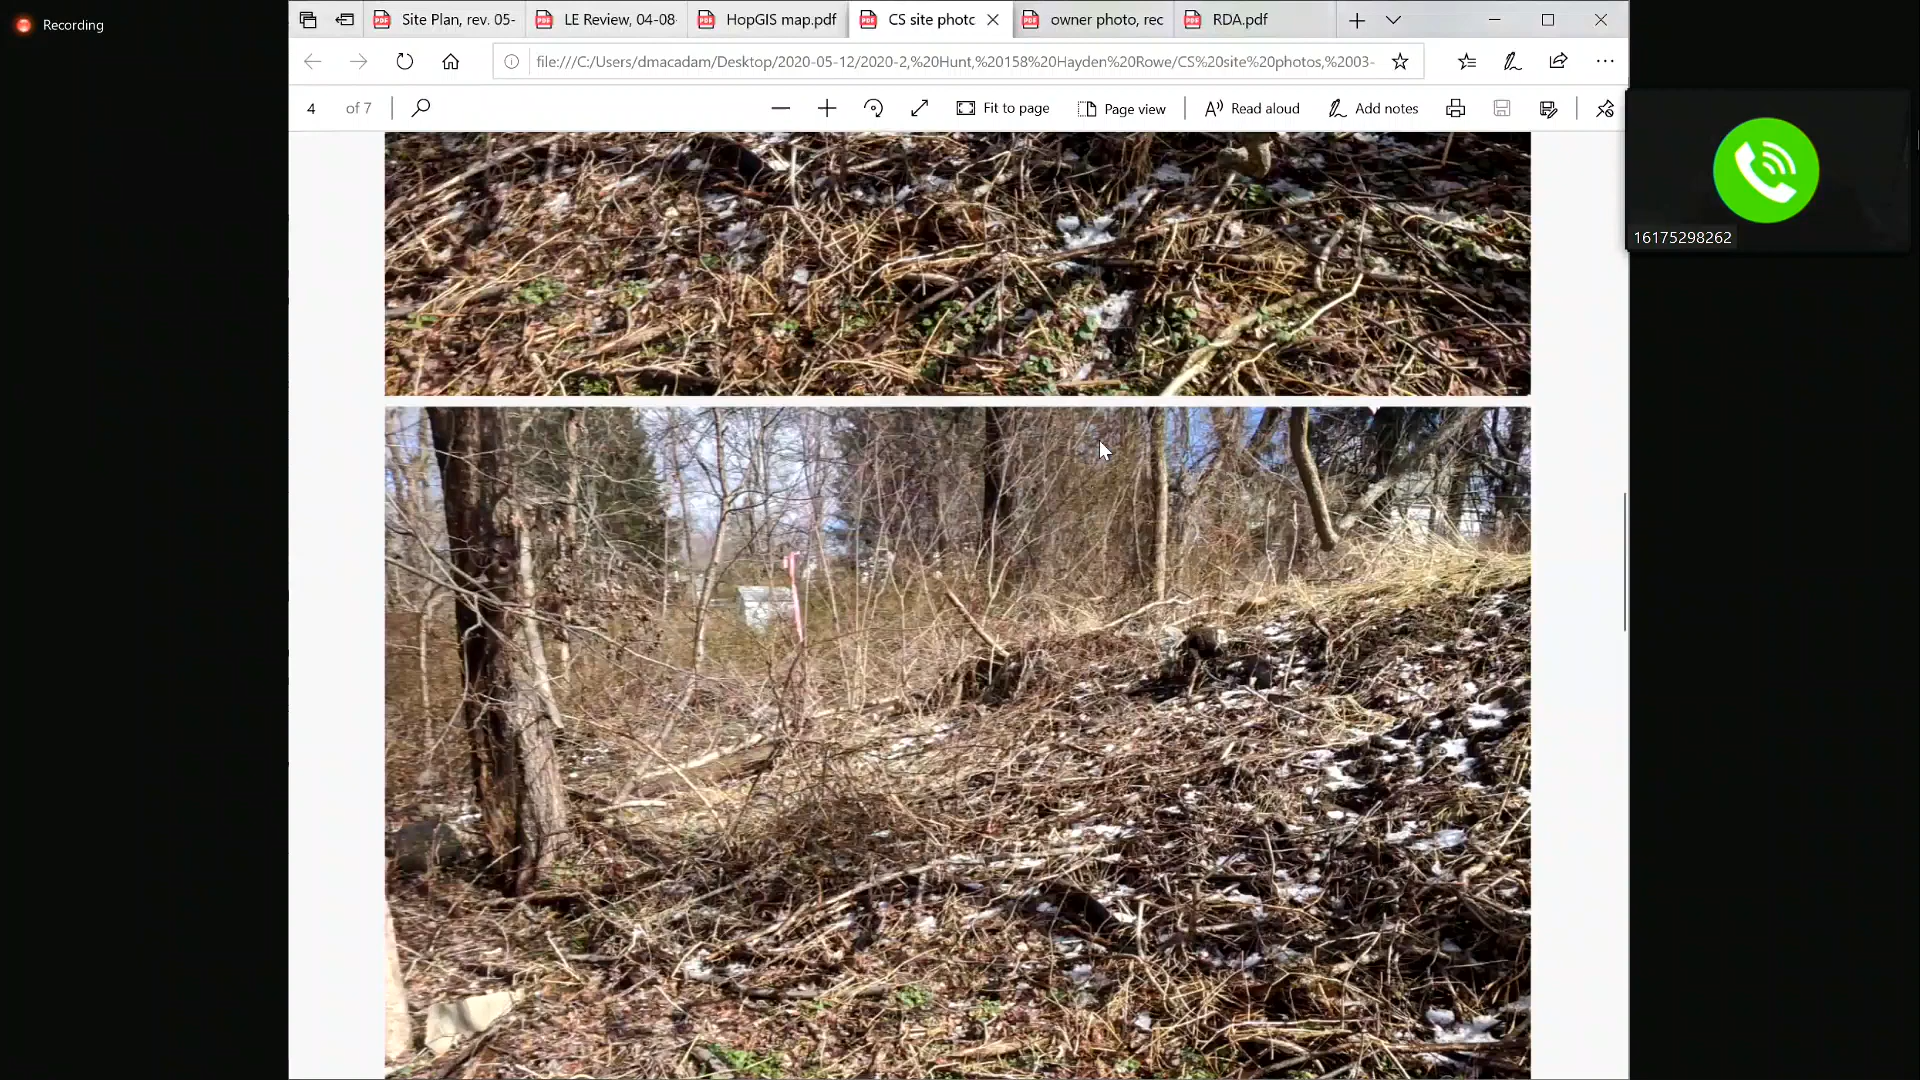 Recording
Site Plan, rev. 05-
LE Review, 04-08-
HopGIS map.pdf
CS site photo
owner photo, rec
RDA.pdf
file:///C:/Users/dmacadam/Desktop/2020-05-12/2020-2,%20Hunt,%20158%20Hayden%20Rowe/CS%20site%20photos,%2003-
4 of 7
Fit to page
Page view
Read aloud
Add notes
16175298262